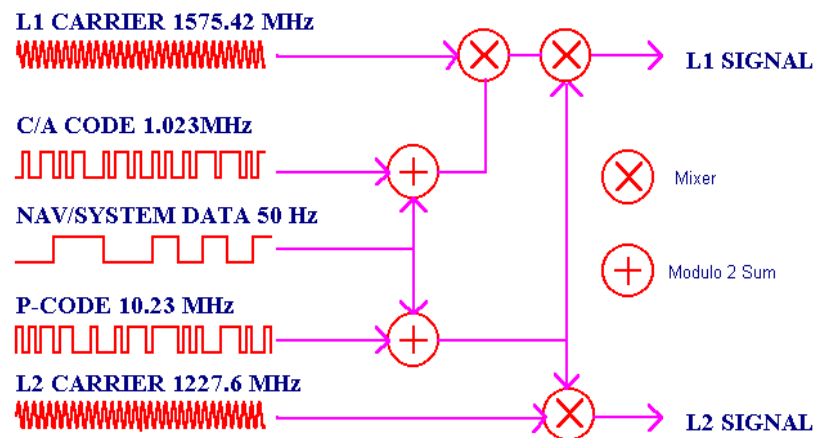 L1 CARRIER 1575.42 MHz
L1 SIGNAL
C/A CODE 1.023MHz
Mixer
NAV/SYSTEM DATA 50 Hz
Modulo 2 Sum
P-CODE 10.23 MHz
L2 CARRIER 1227.6 MHz
L2 SIGNAL